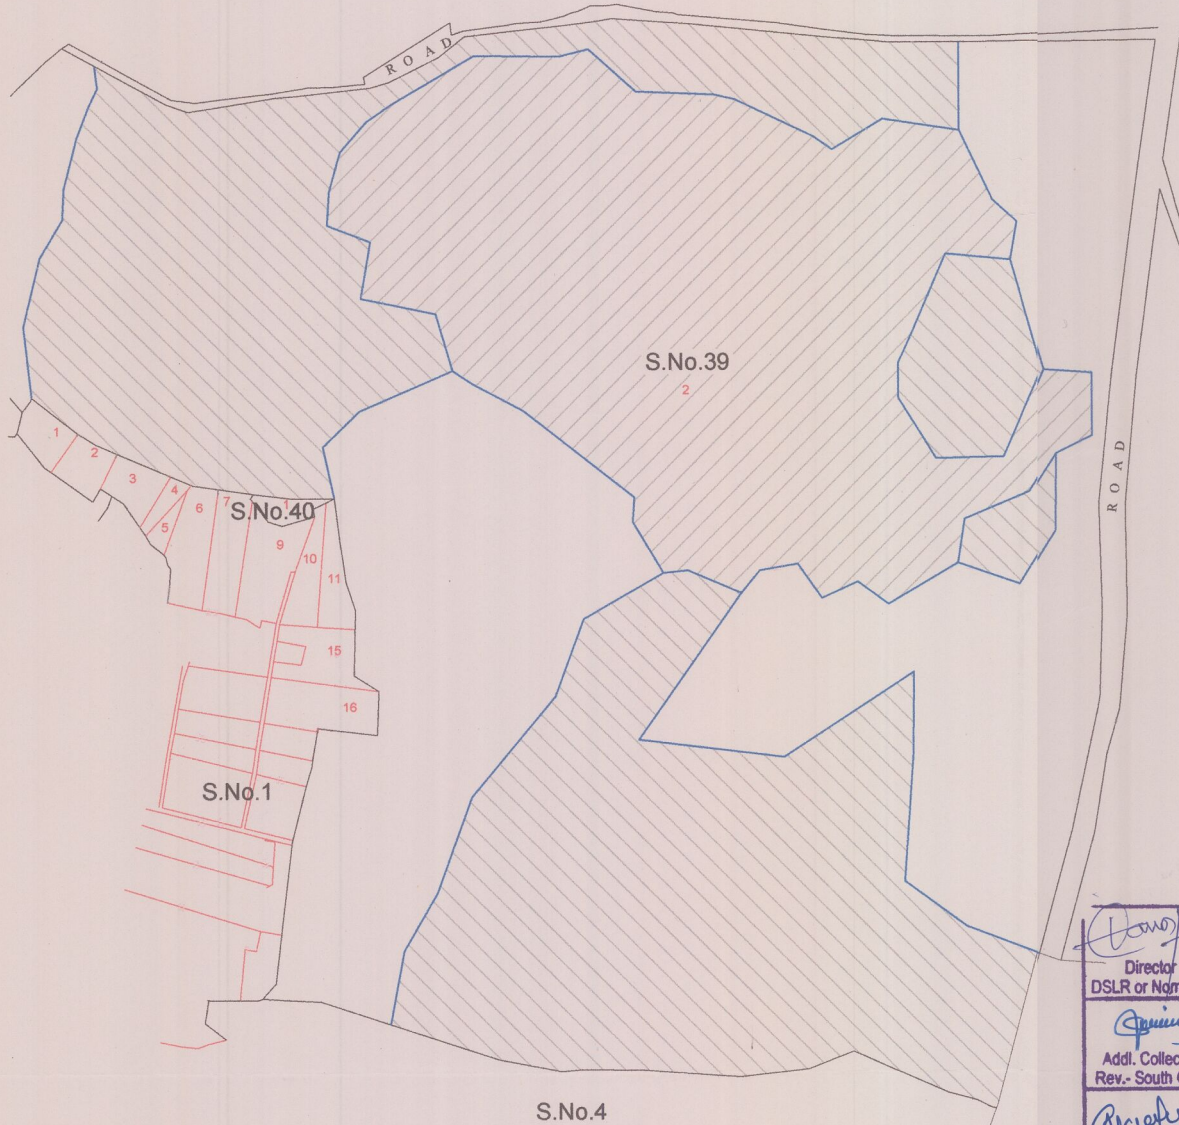 ROAD
S.No.39
2
1
2
3
4
5
6
7
1
S.No.40
9
10
11
ROAD
15
16
S.No.1
Director
DSLR or Nom
Addl. Collec
Rev.- South
S.No.4